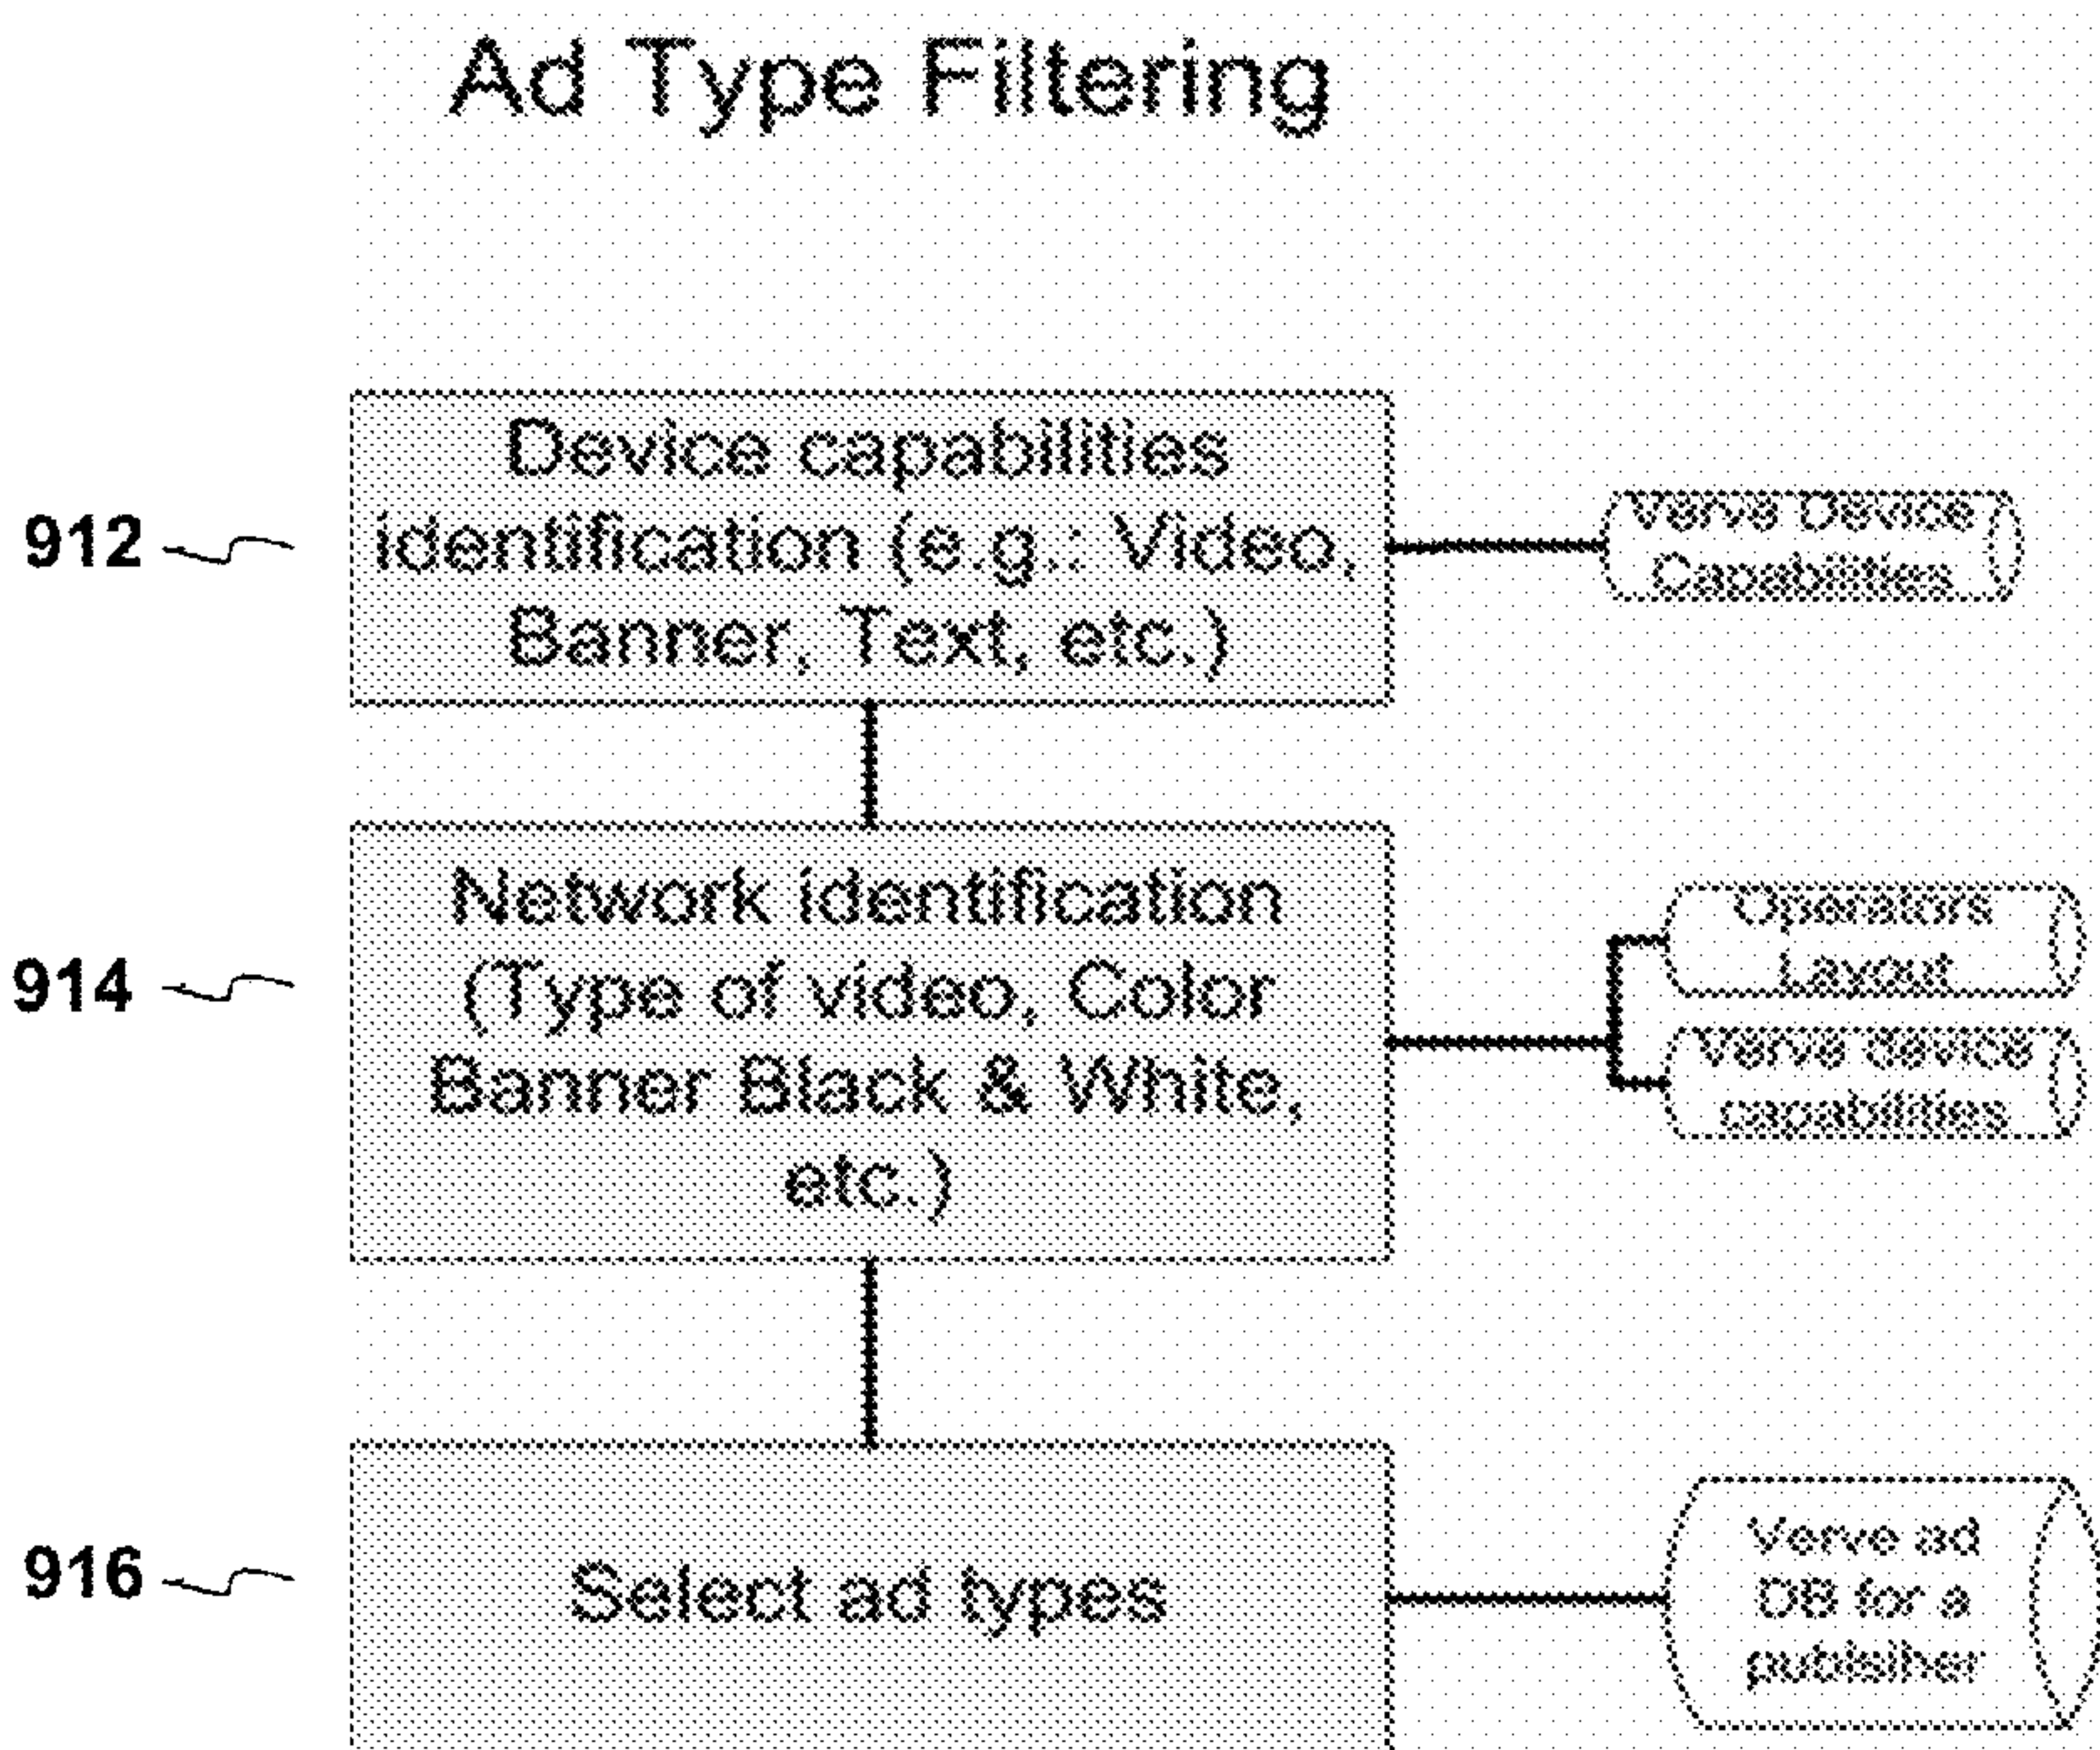 Ad Type Filtering
912
Device capabilities
identification (e.g.: Video,
Banner, Text, etc.)
Verve Device
Capabilities
914
Network identification
(Type of video, Color
Banner Black & White,
etc.)
Operators
Layout
Verve device
capabilities
916
Select ad types
Verve ad
DB for a
pubisiher